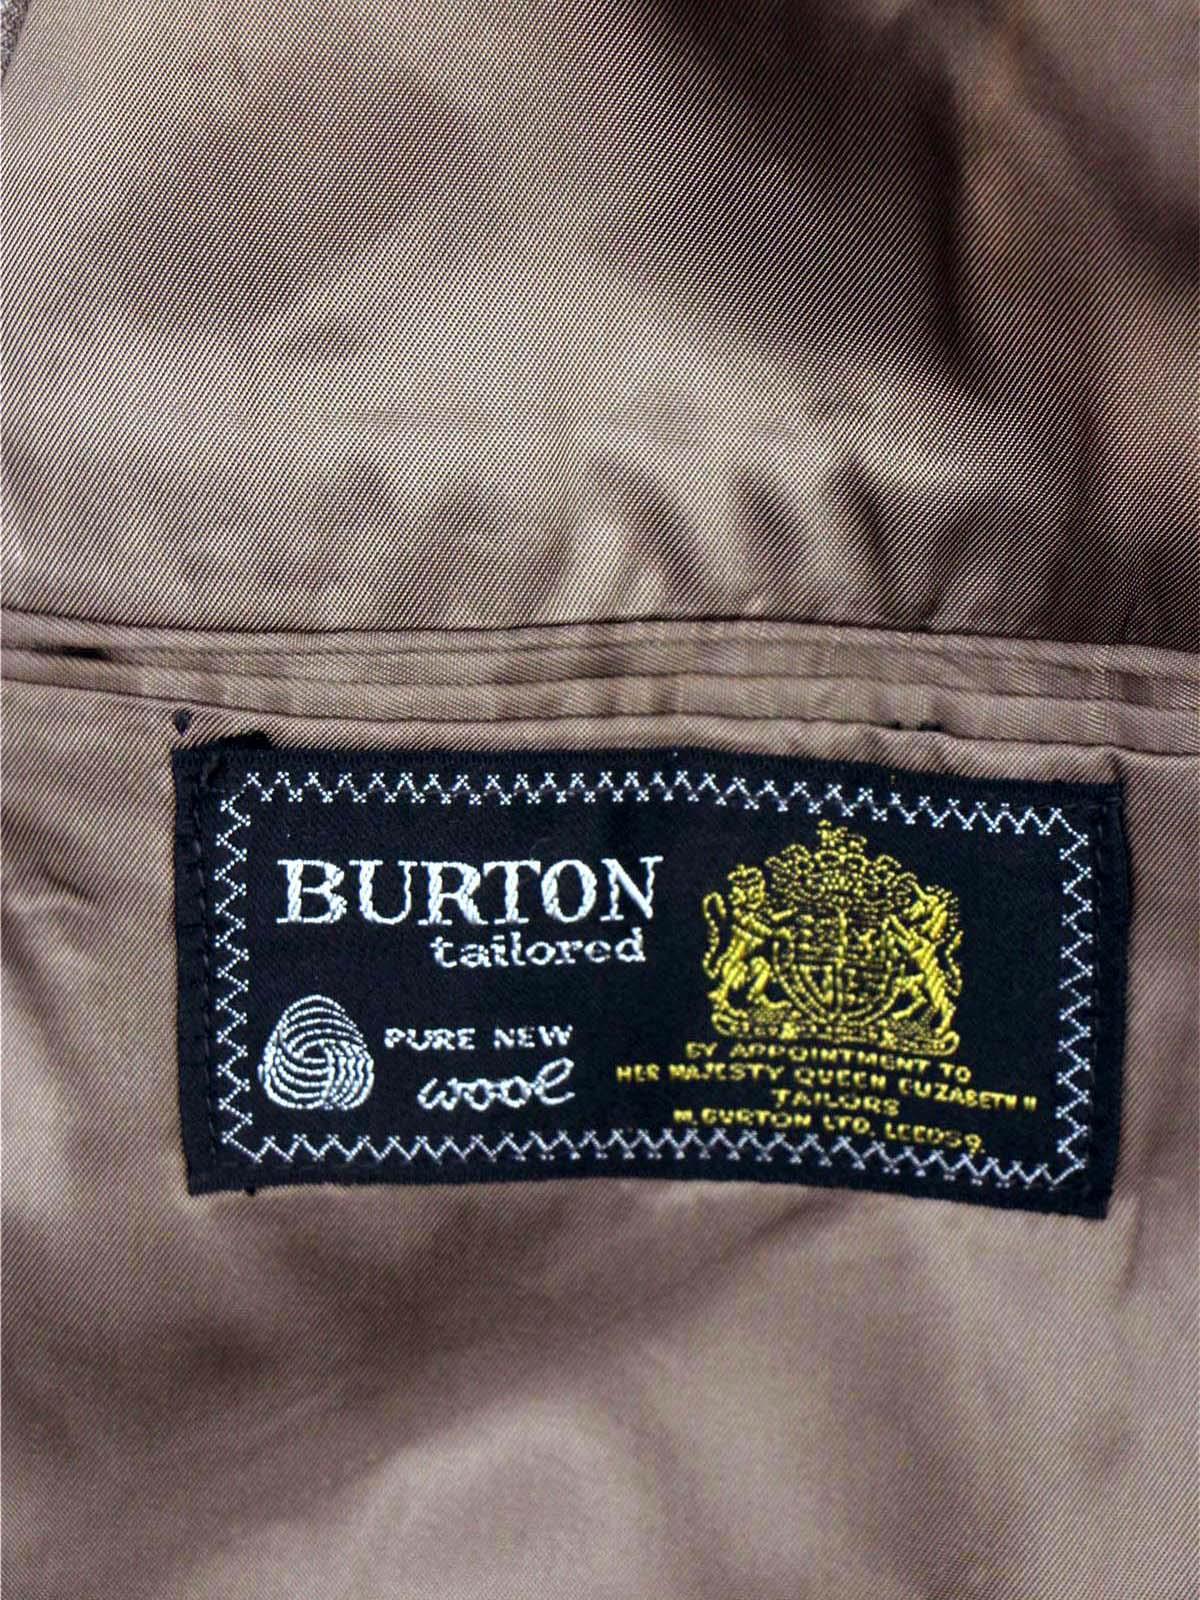 BURTON
tailored
PURE NEW
wool
BY APPOINTMENT TO
HER MAJESTY QUEEN ELIZABETH II
TAILORS
M. BURTON LTD, LEEDS 9.